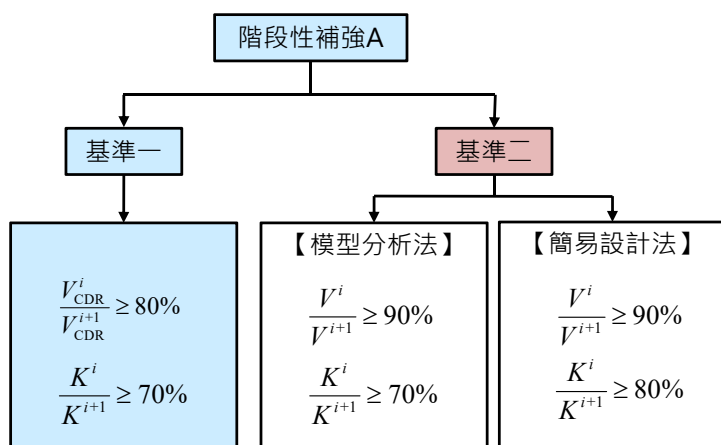 階段性補強A
基準一
基準二
V^i_CDR / V^{i+1}_CDR ≥ 80%
K^i / K^{i+1} ≥ 70%
【模型分析法】
V^i / V^{i+1} ≥ 90%
K^i / K^{i+1} ≥ 70%
【簡易設計法】
V^i / V^{i+1} ≥ 90%
K^i / K^{i+1} ≥ 80%